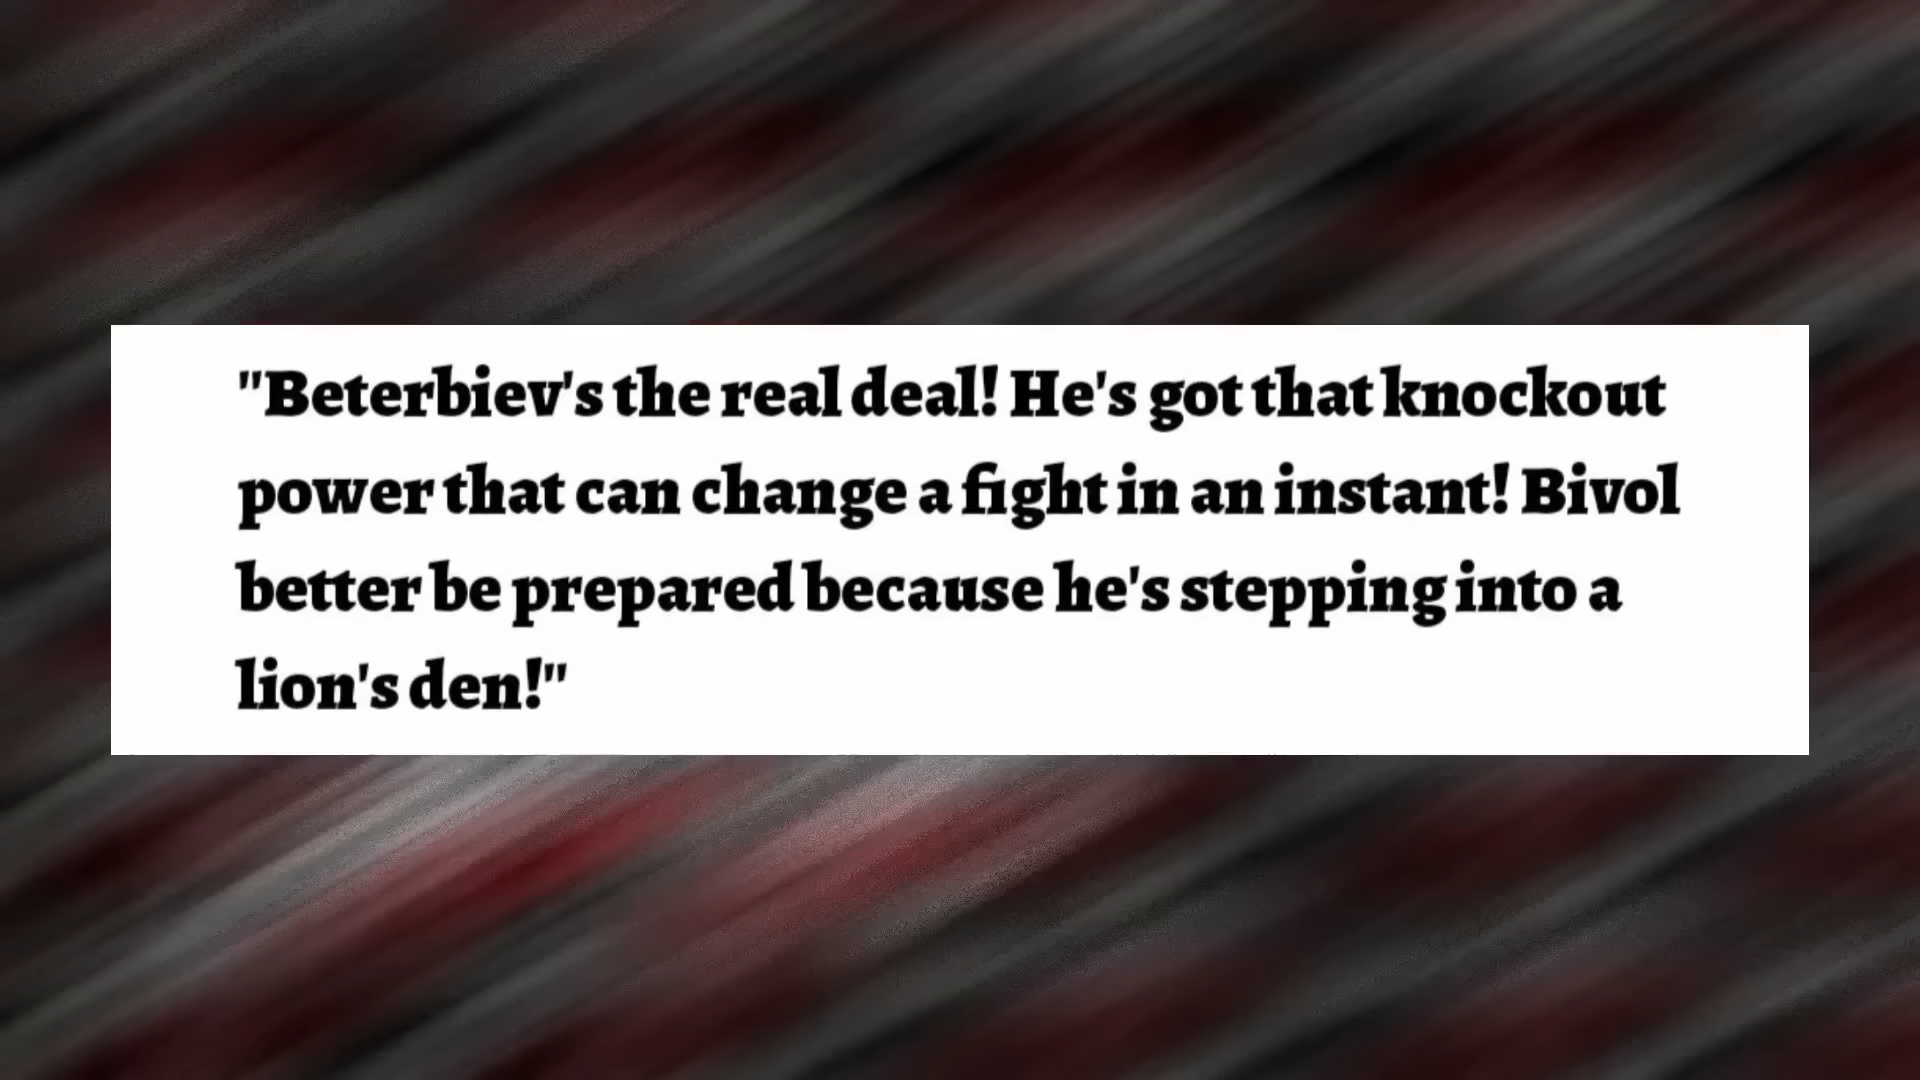 "Beterbiev's the real deal! He's got that knockout
power that can change a fight in an instant! Bivol
better be prepared because he's stepping into a
lion's den!"